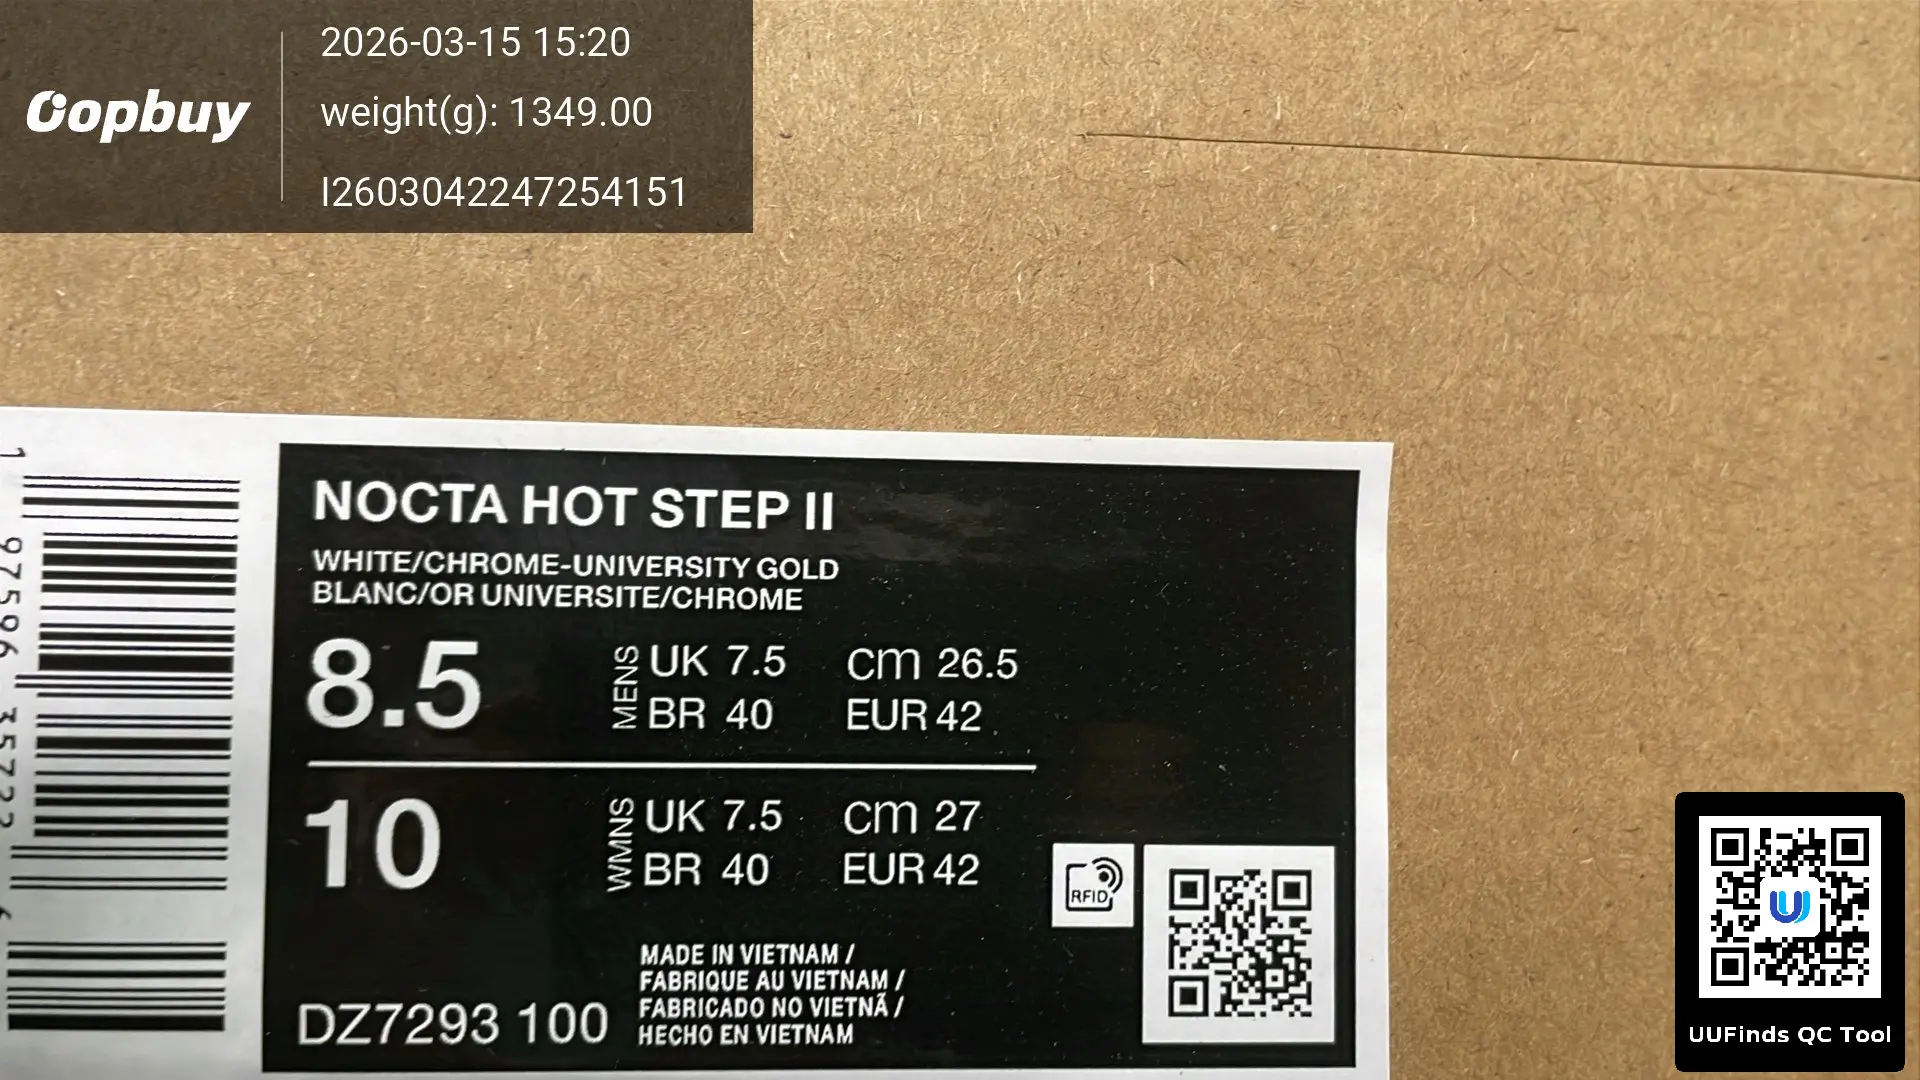 Oopbuy
2026-03-15 15:20
weight(g): 1349.00
I2603042247254151
NOCTA HOT STEP II
WHITE/CHROME-UNIVERSITY GOLD
BLANC/OR UNIVERSITE/CHROME
8.5
MENS
UK 7.5
cm 26.5
BR 40
EUR 42
10
WMNS
UK 7.5
cm 27
BR 40
EUR 42
RFID
MADE IN VIETNAM /
FABRIQUE AU VIETNAM /
FABRICADO NO VIETNÃ /
HECHO EN VIETNAM
DZ7293 100
UUFinds QC Tool